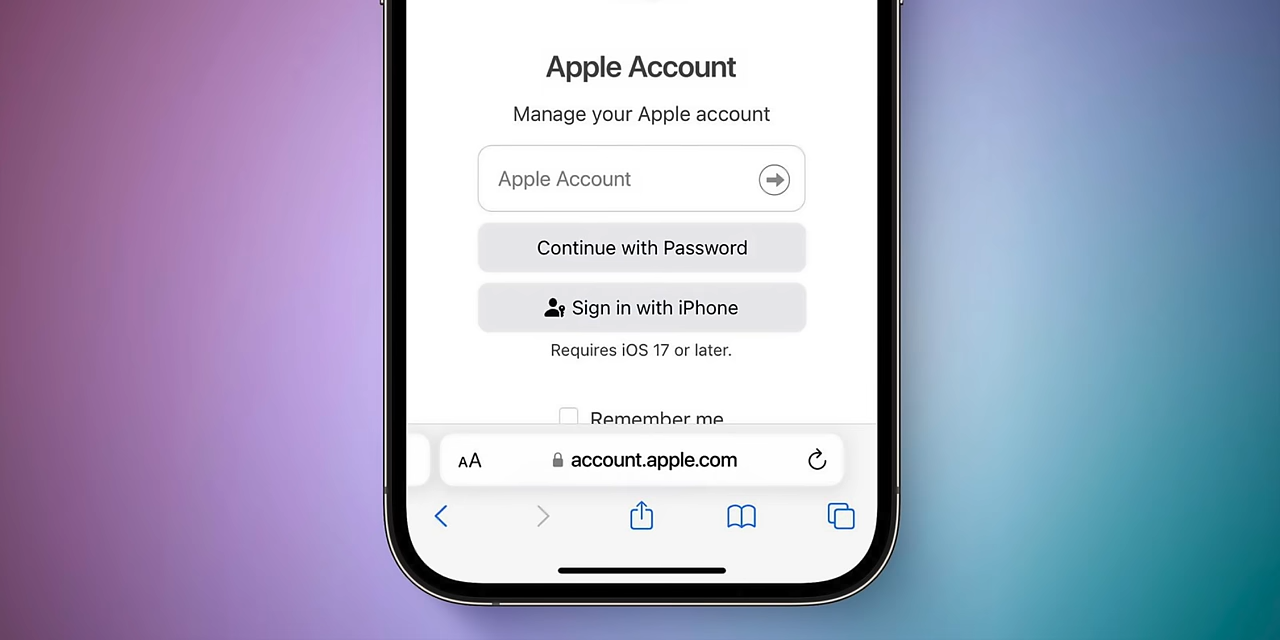 Apple Account
Manage your Apple account
Apple Account
Continue with Password
Sign in with iPhone
Requires iOS 17 or later.
Remember me
AA
account.apple.com